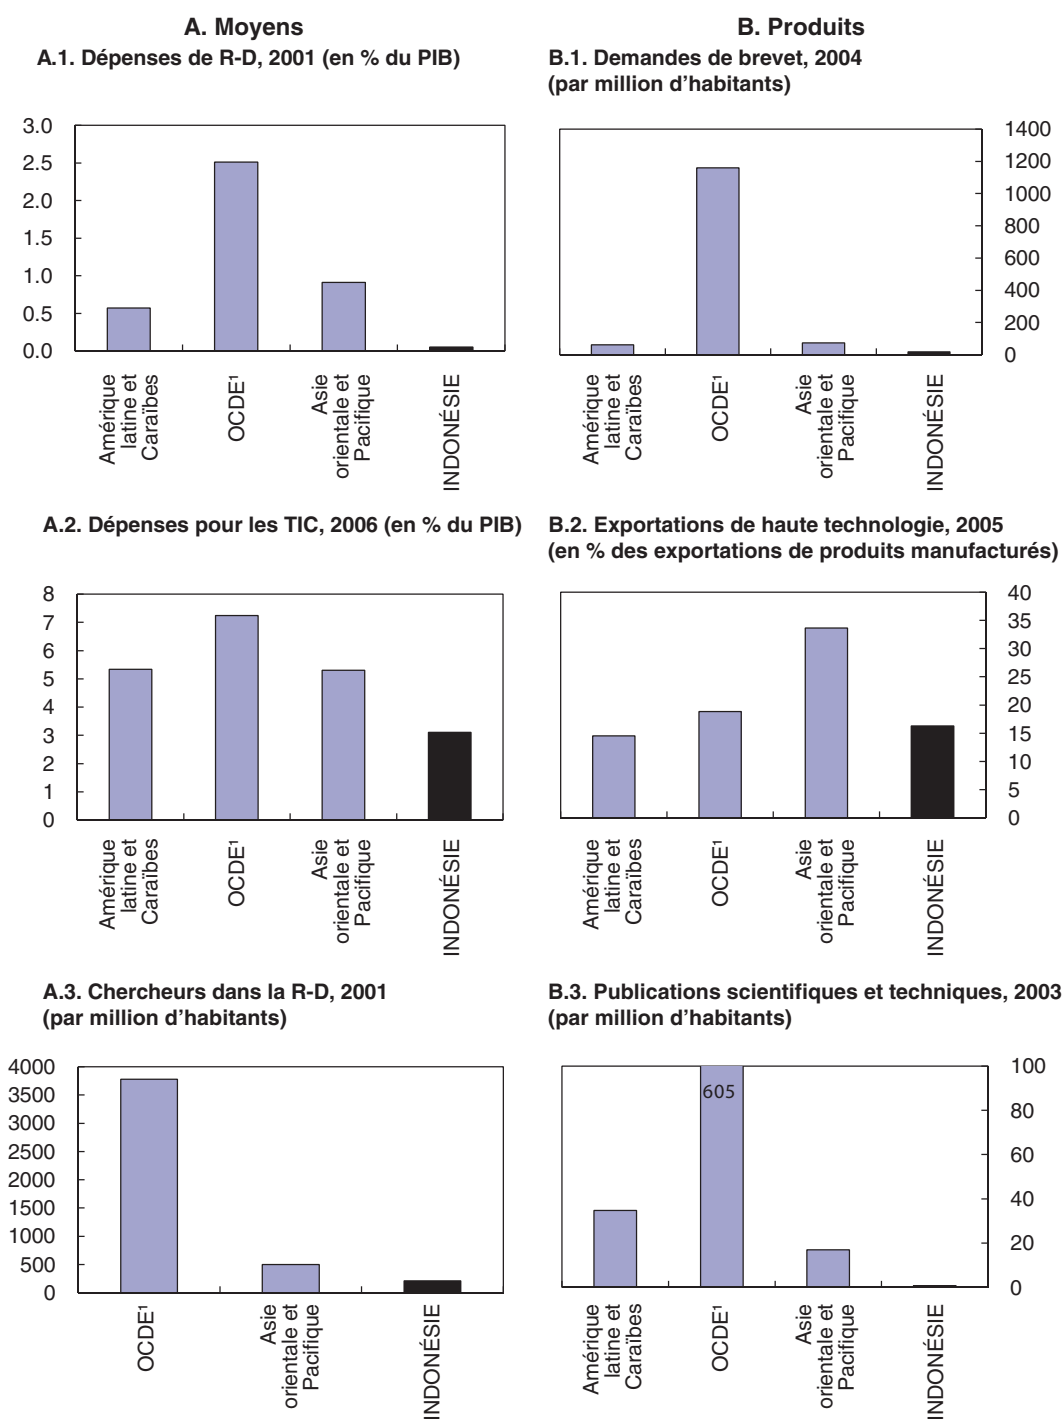 A. Moyens
A.1. Dépenses de R-D, 2001 (en % du PIB)
3.0
2.5
2.0
1.5
1.0
0.5
0.0
Amérique
latine et
Caraïbes
OCDE¹
Asie
orientale et
Pacifique
INDONÉSIE
B. Produits
B.1. Demandes de brevet, 2004
(par million d'habitants)
1400
1200
1000
800
600
400
200
0
Amérique
latine et
Caraïbes
OCDE¹
Asie
orientale et
Pacifique
INDONÉSIE
A.2. Dépenses pour les TIC, 2006 (en % du PIB)
8
7
6
5
4
3
2
1
0
Amérique
latine et
Caraïbes
OCDE¹
Asie
orientale et
Pacifique
INDONÉSIE
B.2. Exportations de haute technologie, 2005
(en % des exportations de produits manufacturés)
40
35
30
25
20
15
10
5
0
Amérique
latine et
Caraïbes
OCDE¹
Asie
orientale et
Pacifique
INDONÉSIE
A.3. Chercheurs dans la R-D, 2001
(par million d'habitants)
4000
3500
3000
2500
2000
1500
1000
500
0
OCDE¹
Asie
orientale et
Pacifique
INDONÉSIE
B.3. Publications scientifiques et techniques, 2003
(par million d'habitants)
605
100
80
60
40
20
0
Amérique
latine et
Caraïbes
OCDE¹
Asie
orientale et
Pacifique
INDONÉSIE